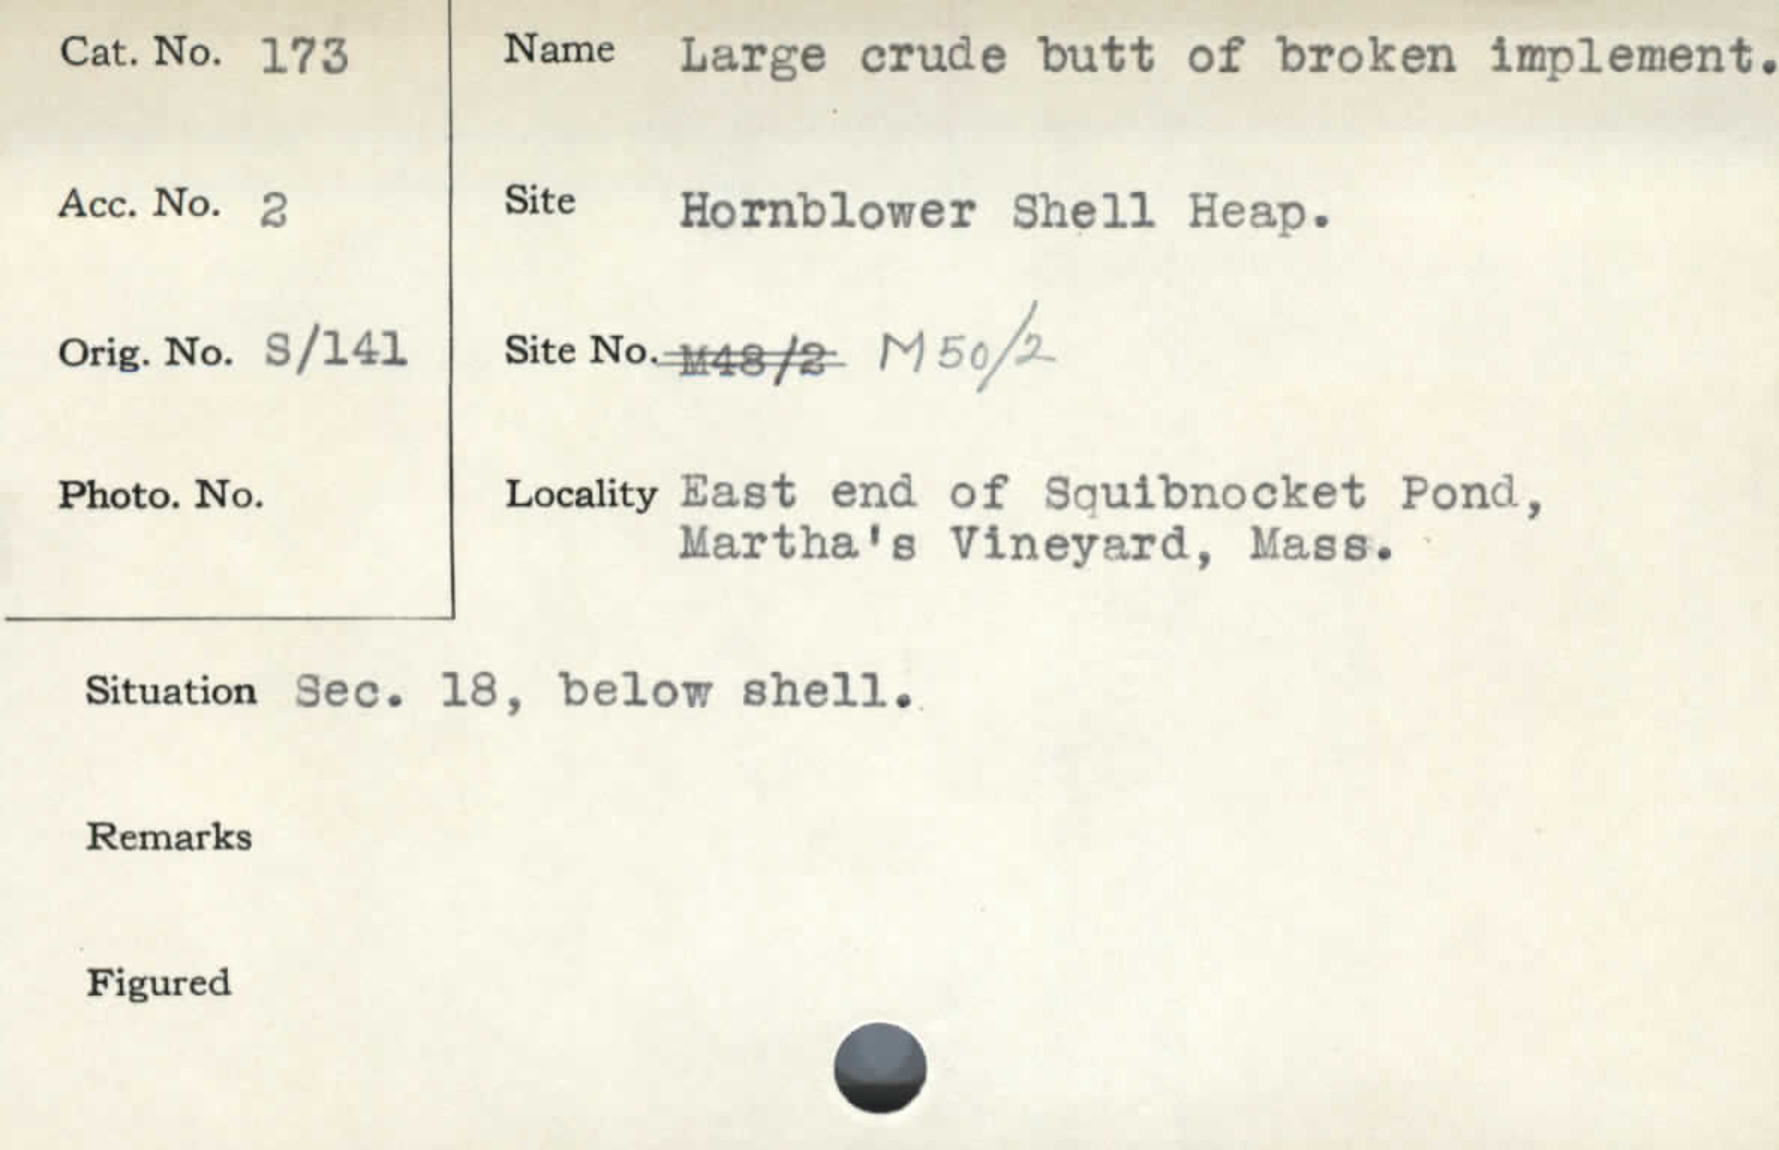 Cat. No. 173
Name Large crude butt of broken implement.
Acc. No. 2
Site Hornblower Shell Heap.
Orig. No. S/141
Site No. M48/2 M50/2
Photo. No.
Locality East end of Squibnocket Pond,
Martha's Vineyard, Mass.
Situation Sec. 18, below shell.
Remarks
Figured